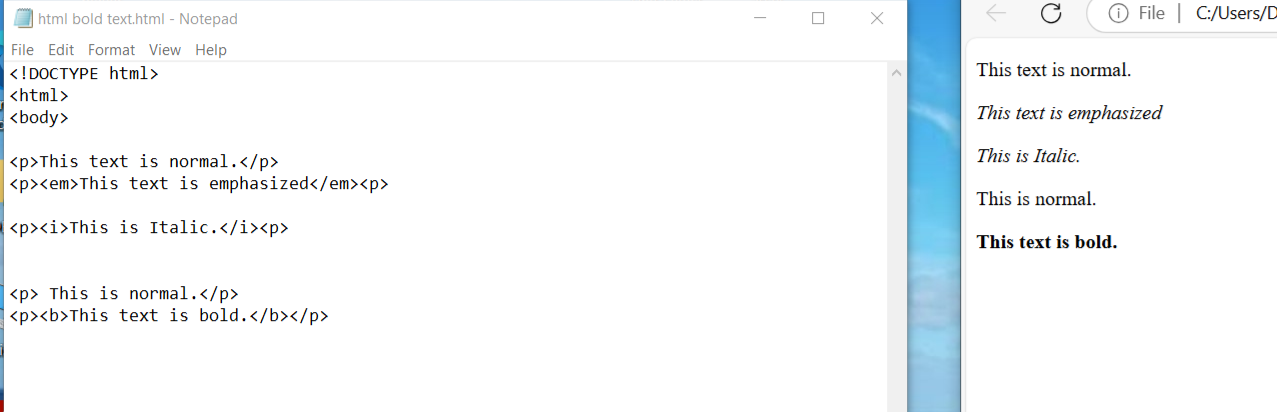 html bold text.html - Notepad
File Edit Format View Help
<!DOCTYPE html>
<html>
<body>
<p>This text is normal.</p>
<p><em>This text is emphasized</em><p>
<p><i>This is Italic.</i><p>
<p> This is normal.</p>
<p><b>This text is bold.</b></p>
File | C:/Users/D
This text is normal.
This text is emphasized
This is Italic.
This is normal.
This text is bold.